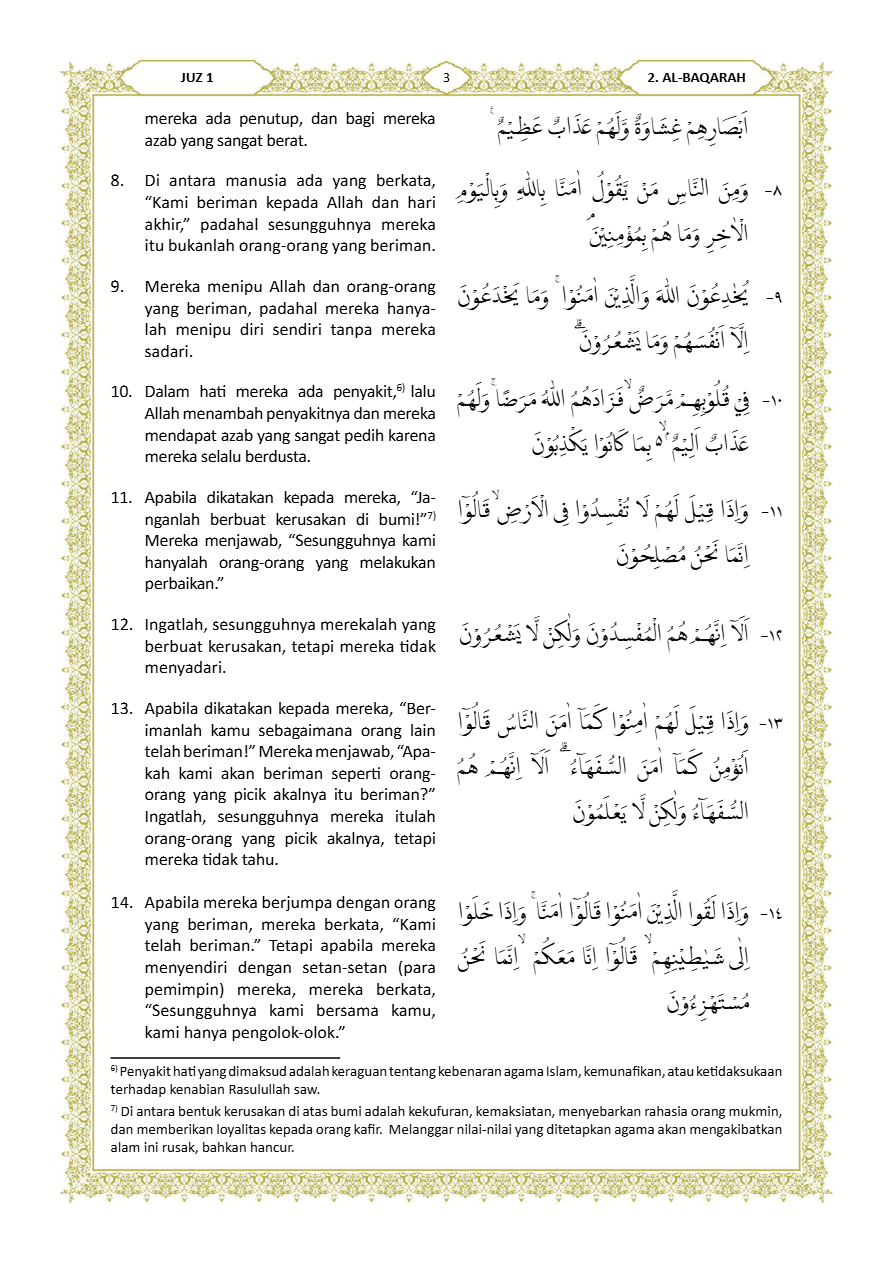 JUZ 1
3
2. AL-BAQARAH
mereka ada penutup, dan bagi mereka
azab yang sangat berat.
اَبْصَارِهِمْ غِشَاوَةٌ وَّلَهُمْ عَذَابٌ عَظِيْمٌ ࣖ
8. Di antara manusia ada yang berkata,
“Kami beriman kepada Allah dan hari
akhir,” padahal sesungguhnya mereka
itu bukanlah orang-orang yang beriman.
٨- وَمِنَ النَّاسِ مَنْ يَّقُوْلُ اٰمَنَّا بِاللّٰهِ وَبِالْيَوْمِ
الْاٰخِرِ وَمَا هُمْ بِمُؤْمِنِيْنَۘ
9. Mereka menipu Allah dan orang-orang
yang beriman, padahal mereka hanya-
lah menipu diri sendiri tanpa mereka
sadari.
٩- يُخٰدِعُوْنَ اللّٰهَ وَالَّذِيْنَ اٰمَنُوْا ۚ وَمَا يَخْدَعُوْنَ
اِلَّآ اَنْفُسَهُمْ وَمَا يَشْعُرُوْنَۗ
10. Dalam hati mereka ada penyakit,⁶⁾ lalu
Allah menambah penyakitnya dan mereka
mendapat azab yang sangat pedih karena
mereka selalu berdusta.
١٠- فِيْ قُلُوْبِهِمْ مَّرَضٌۙ فَزَادَهُمُ اللّٰهُ مَرَضًاۚ وَلَهُمْ
عَذَابٌ اَلِيْمٌ ۢ ەۙ بِمَا كَانُوْا يَكْذِبُوْنَ
11. Apabila dikatakan kepada mereka, “Ja-
nganlah berbuat kerusakan di bumi!”⁷⁾
Mereka menjawab, “Sesungguhnya kami
hanyalah orang-orang yang melakukan
perbaikan.”
١١- وَاِذَا قِيْلَ لَهُمْ لَا تُفْسِدُوْا فِى الْاَرْضِۙ قَالُوْٓا
اِنَّمَا نَحْنُ مُصْلِحُوْنَ
12. Ingatlah, sesungguhnya merekalah yang
berbuat kerusakan, tetapi mereka tidak
menyadari.
١٢- اَلَآ اِنَّهُمْ هُمُ الْمُفْسِدُوْنَ وَلٰكِنْ لَّا يَشْعُرُوْنَ
13. Apabila dikatakan kepada mereka, “Ber-
imanlah kamu sebagaimana orang lain
telah beriman!” Mereka menjawab, “Apa-
kah kami akan beriman seperti orang-
orang yang picik akalnya itu beriman?”
Ingatlah, sesungguhnya mereka itulah
orang-orang yang picik akalnya, tetapi
mereka tidak tahu.
١٣- وَاِذَا قِيْلَ لَهُمْ اٰمِنُوْا كَمَآ اٰمَنَ النَّاسُ قَالُوْٓا
اَنُؤْمِنُ كَمَآ اٰمَنَ السُّفَهَاۤءُ ۗ اَلَآ اِنَّهُمْ هُمُ
السُّفَهَاۤءُ وَلٰكِنْ لَّا يَعْلَمُوْنَ
14. Apabila mereka berjumpa dengan orang
yang beriman, mereka berkata, “Kami
telah beriman.” Tetapi apabila mereka
menyendiri dengan setan-setan (para
pemimpin) mereka, mereka berkata,
“Sesungguhnya kami bersama kamu,
kami hanya pengolok-olok.”
١٤- وَاِذَا لَقُوا الَّذِيْنَ اٰمَنُوْا قَالُوْٓا اٰمَنَّا ۚ وَاِذَا خَلَوْا
اِلٰى شَيٰطِيْنِهِمْ ۙ قَالُوْٓا اِنَّا مَعَكُمْ ۙ اِنَّمَا نَحْنُ
مُسْتَهْزِءُوْنَ
⁶⁾ Penyakit hati yang dimaksud adalah keraguan tentang kebenaran agama Islam, kemunafikan, atau ketidaksukaan
terhadap kenabian Rasulullah saw.
⁷⁾ Di antara bentuk kerusakan di atas bumi adalah kekufuran, kemaksiatan, menyebarkan rahasia orang mukmin,
dan memberikan loyalitas kepada orang kafir. Melanggar nilai-nilai yang ditetapkan agama akan mengakibatkan
alam ini rusak, bahkan hancur.